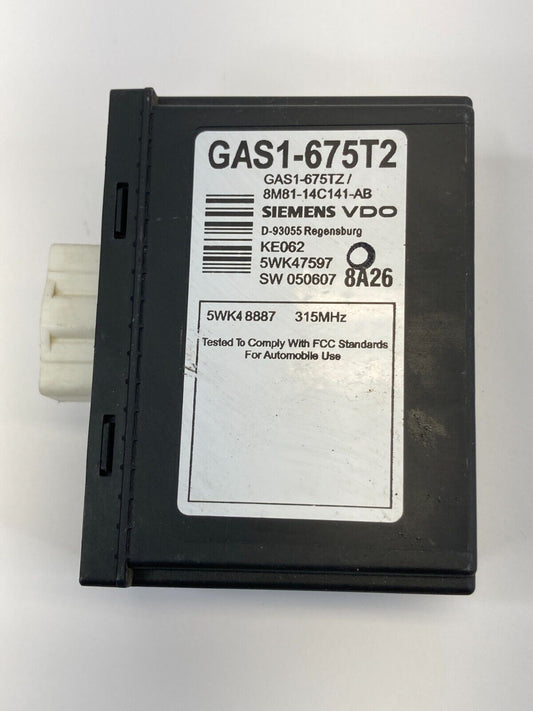 GAS1-675T2
GAS1-675TZ /
8M81-14C141-AB
SIEMENS VDO
D-93055 Regensburg
KE062
5WK47597
SW 050607 8A26
5WK4 8887 315MHz
Tested To Comply With FCC Standards
For Automobile Use